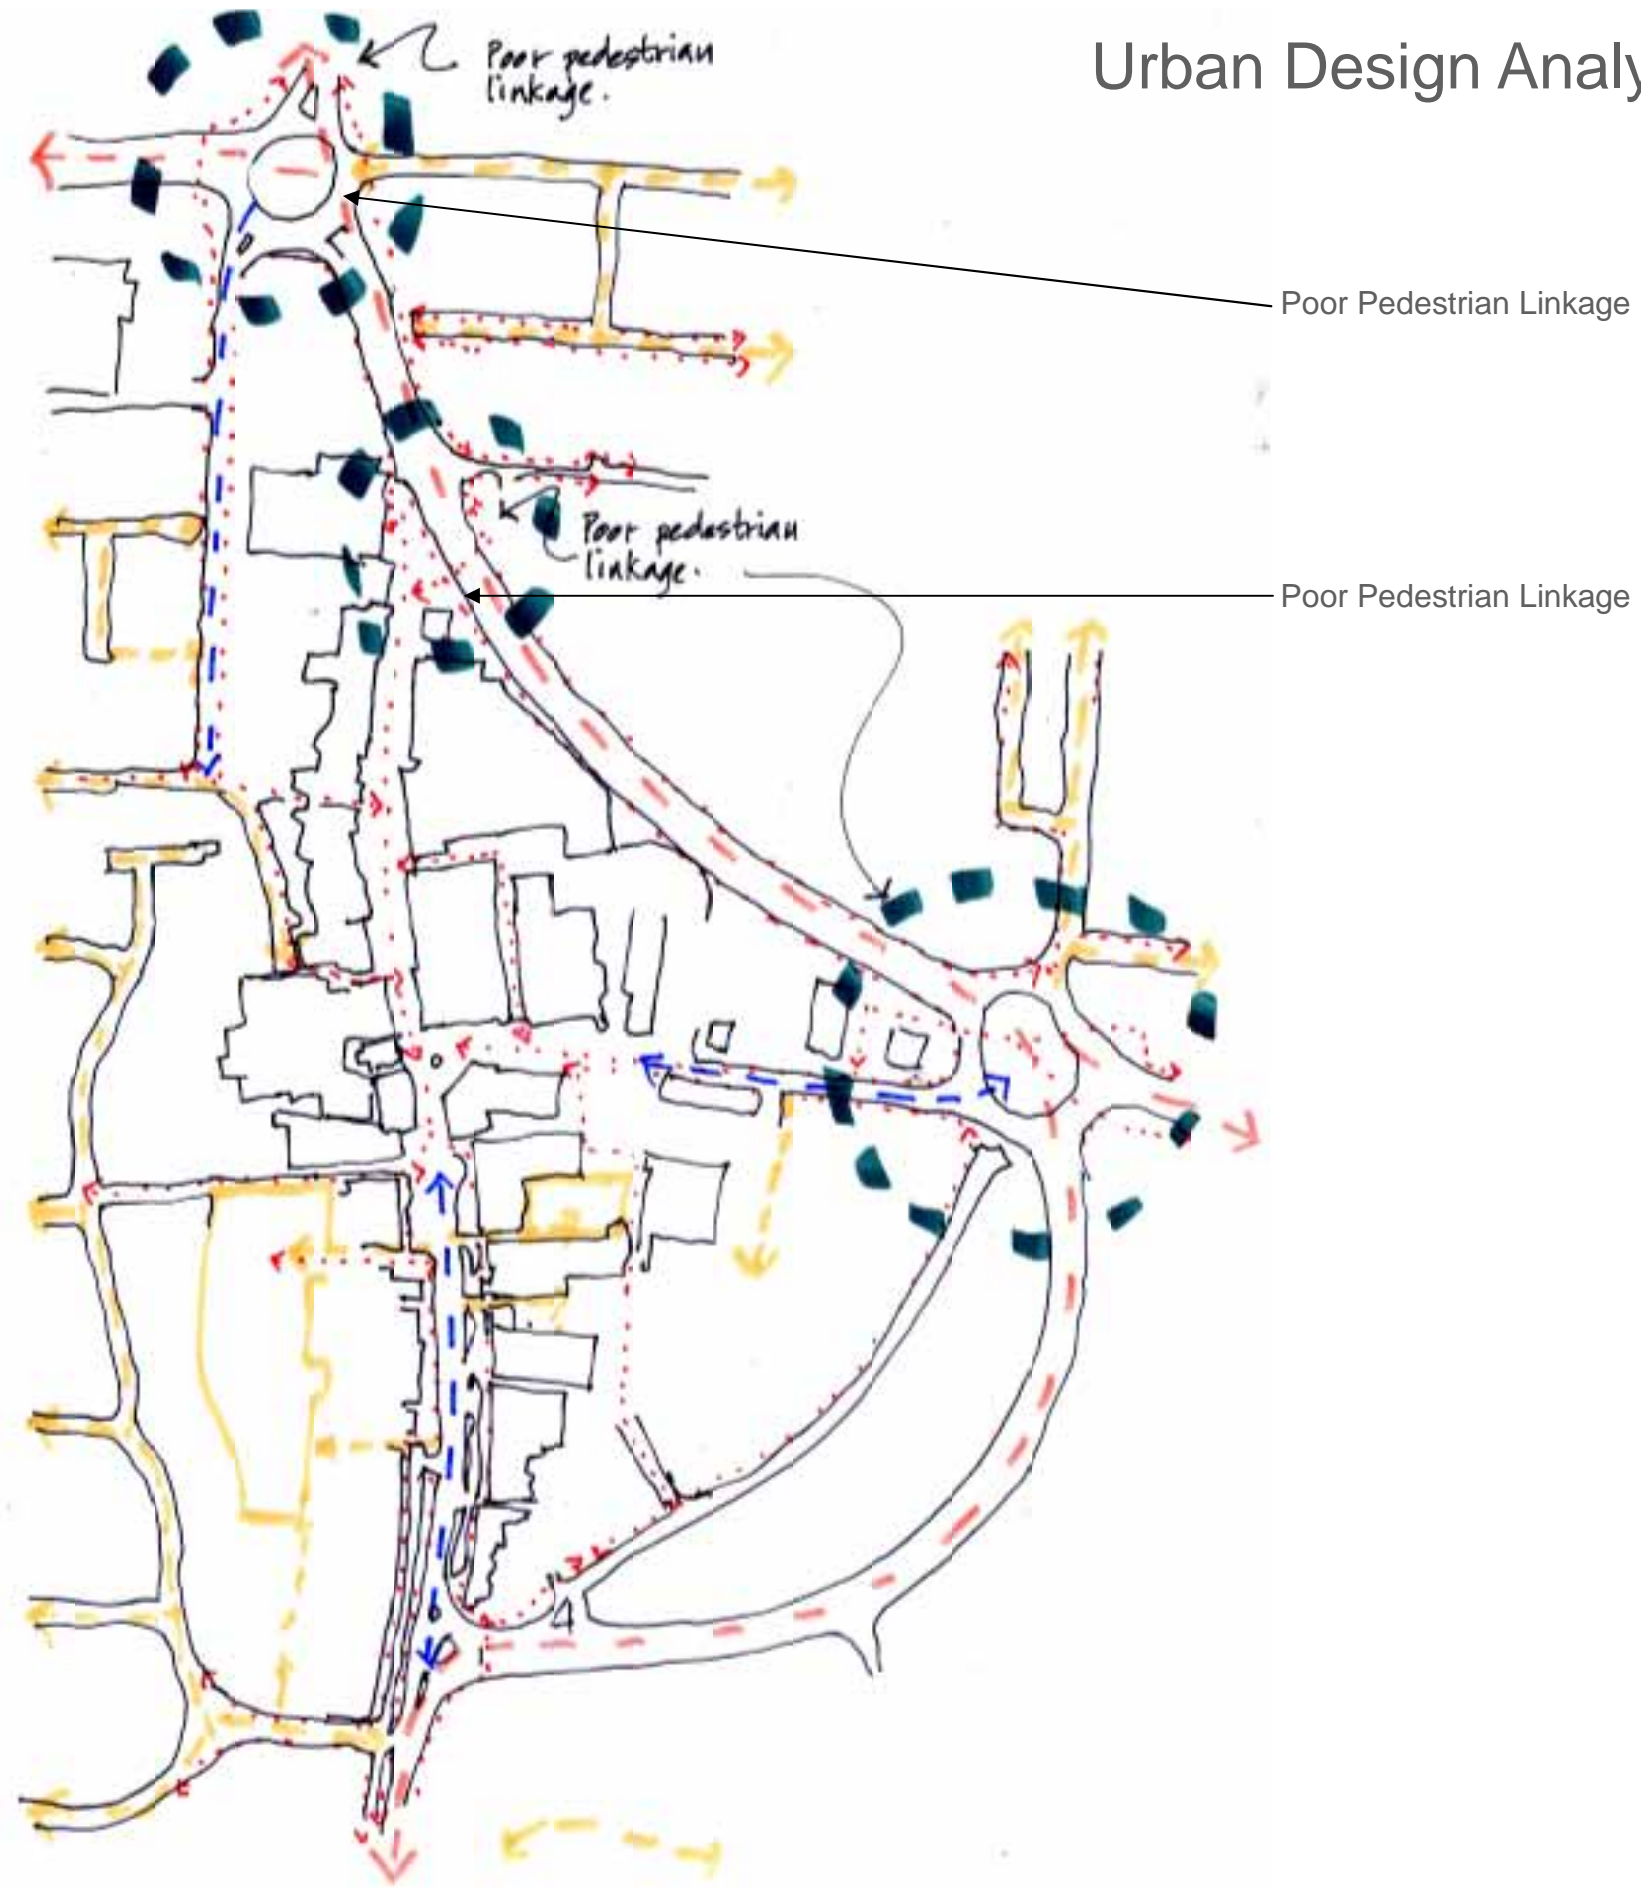 Poor pedestrian
linkage.
Urban Design Analy
Poor Pedestrian Linkage
Poor pedestrian
linkage.
Poor Pedestrian Linkage